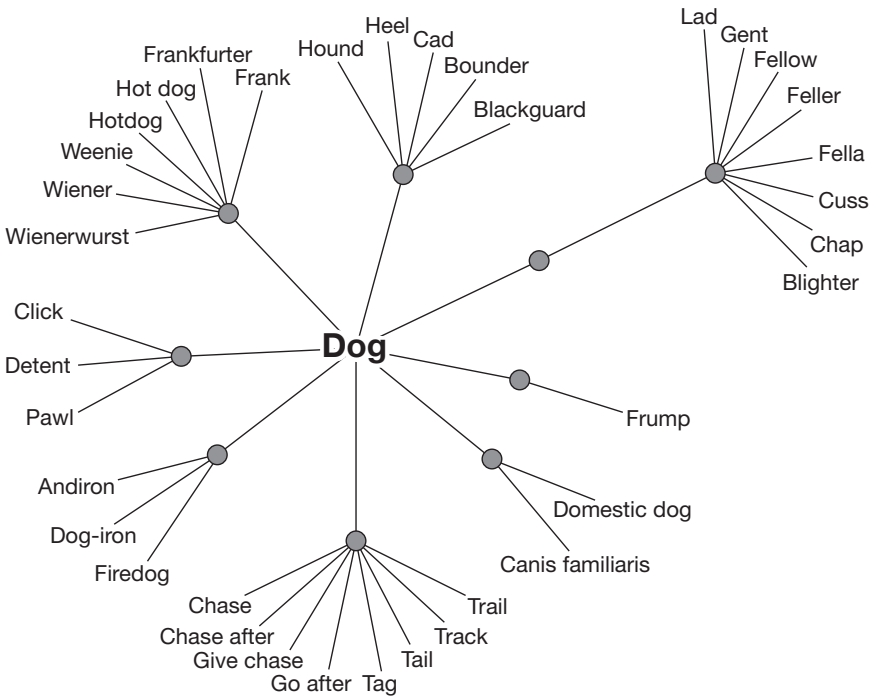 Lad
Gent
Fellow
Feller
Fella
Cuss
Chap
Blighter
Heel
Cad
Hound
Bounder
Blackguard
Frankfurter
Frank
Hot dog
Hotdog
Weenie
Wiener
Wienerwurst
Click
Detent
Pawl
Dog
Frump
Andiron
Dog-iron
Firedog
Domestic dog
Canis familiaris
Chase
Chase after
Give chase
Go after
Tag
Tail
Track
Trail